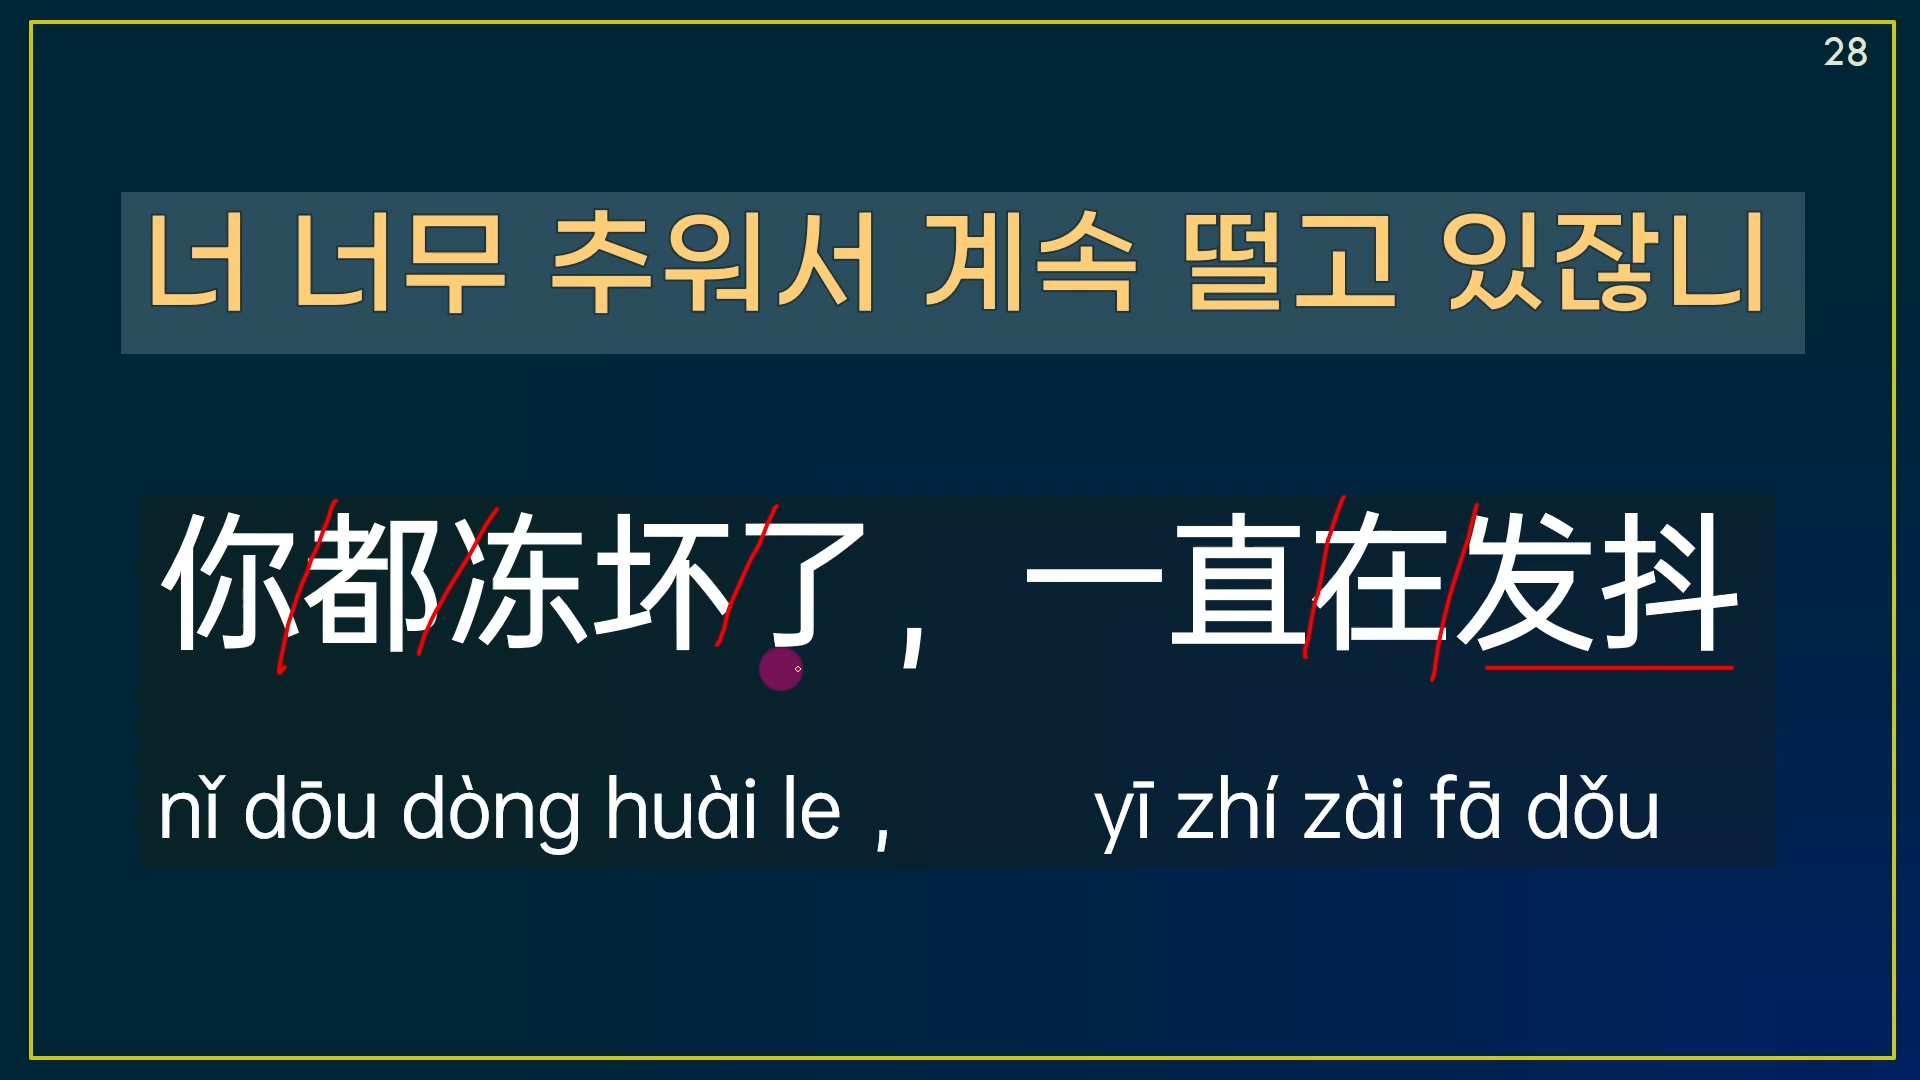 28
너 너무 추워서 계속 떨고 있잖니
你都冻坏了, 一直在发抖
nǐ dōu dòng huài le , yī zhí zài fā dǒu